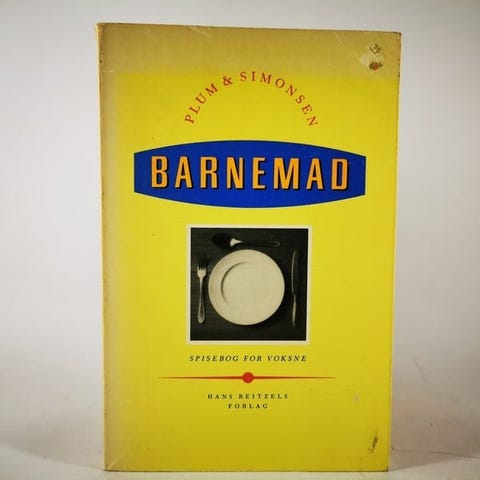 PLUM & SIMONSEN
BARNEMAD
SPISEBOG FOR VOKSNE
HANS REITZELS
FORLAG